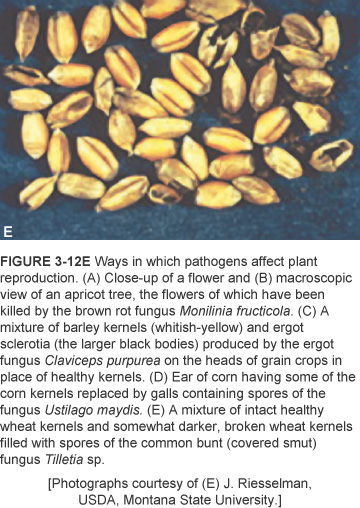 E
FIGURE 3-12E Ways in which pathogens affect plant
reproduction. (A) Close-up of a flower and (B) macroscopic
view of an apricot tree, the flowers of which have been
killed by the brown rot fungus Monilinia fructicola. (C) A
mixture of barley kernels (whitish-yellow) and ergot
sclerotia (the larger black bodies) produced by the ergot
fungus Claviceps purpurea on the heads of grain crops in
place of healthy kernels. (D) Ear of corn having some of the
corn kernels replaced by galls containing spores of the
fungus Ustilago maydis. (E) A mixture of intact healthy
wheat kernels and somewhat darker, broken wheat kernels
filled with spores of the common bunt (covered smut)
fungus Tilletia sp.
[Photographs courtesy of (E) J. Riesselman,
USDA, Montana State University.]